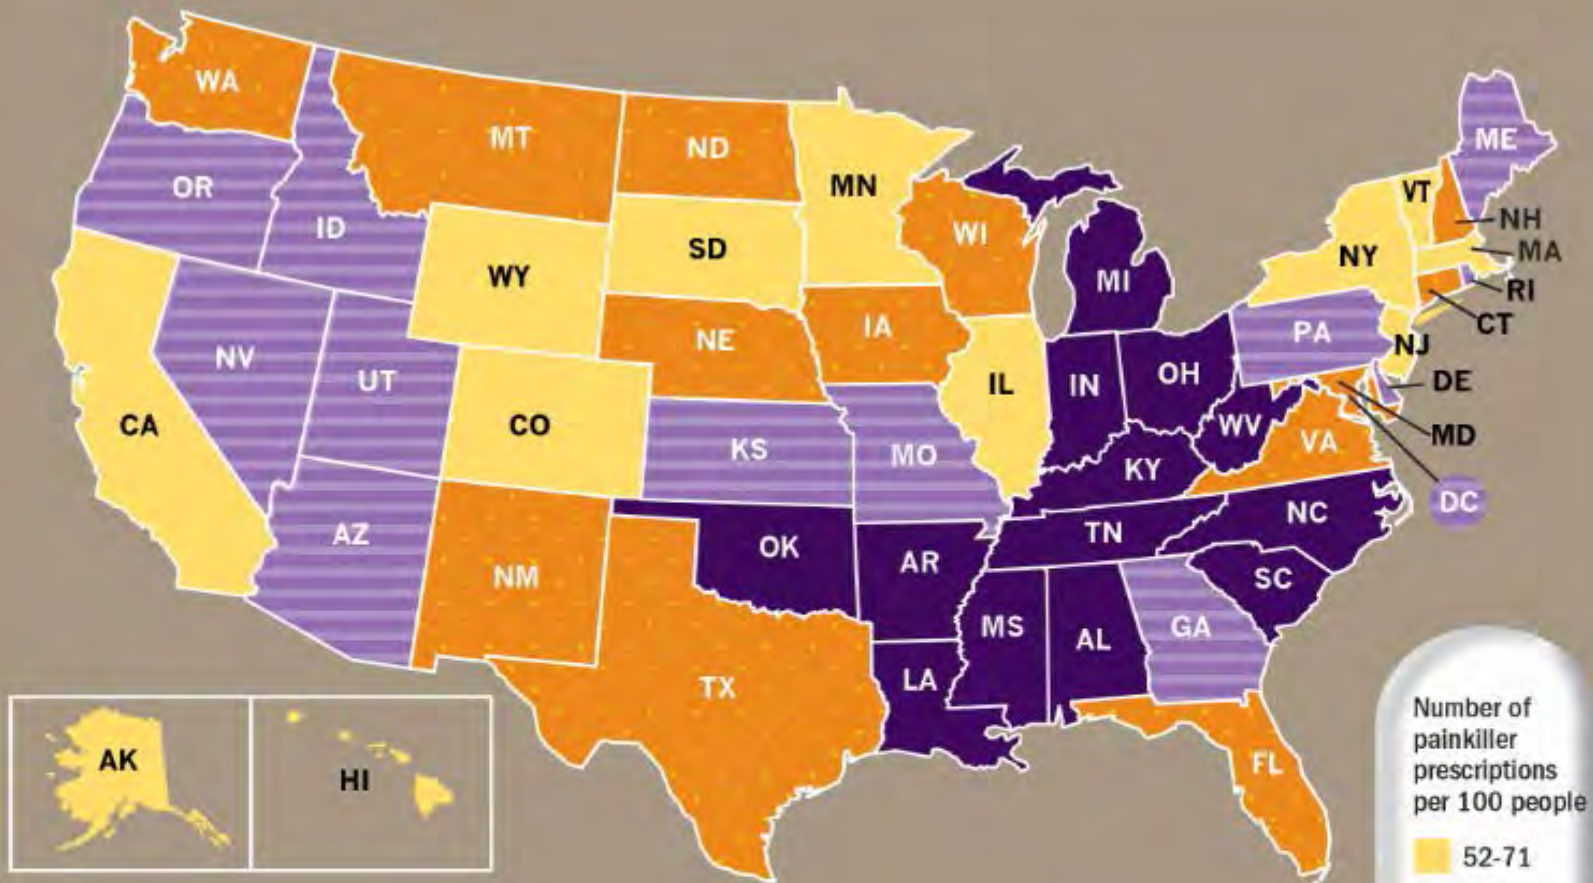 WA
MT
ND
MN
ME
OR
ID
WI
VT
NH
MA
SD
WY
NY
MI
RI
CT
NE
IA
PA
NJ
NV
UT
IL
IN
OH
DE
CA
CO
KS
MO
WV
VA
MD
KY
DC
AZ
NM
OK
AR
TN
NC
SC
MS
AL
GA
TX
LA
FL
AK
HI
Number of
painkiller
prescriptions
per 100 people
52-71